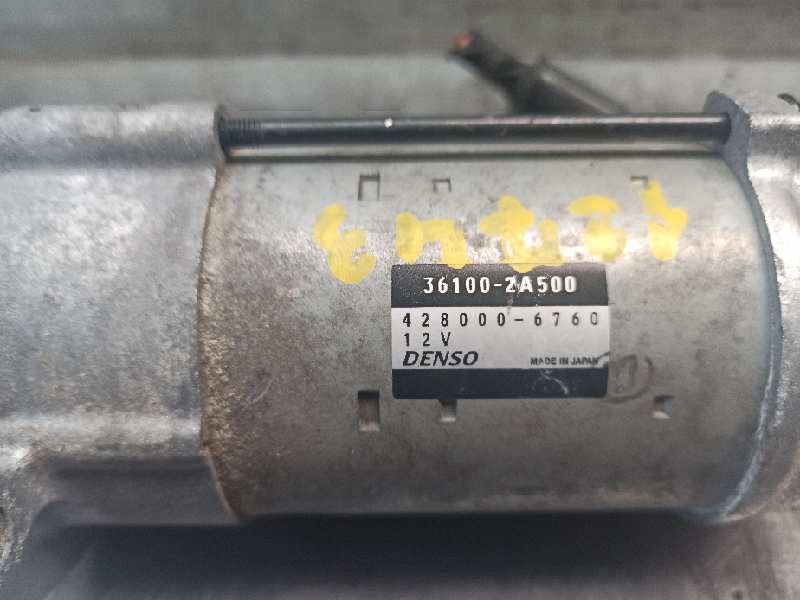 36100-2A500
428000-6760
12V
DENSO MADE IN JAPAN